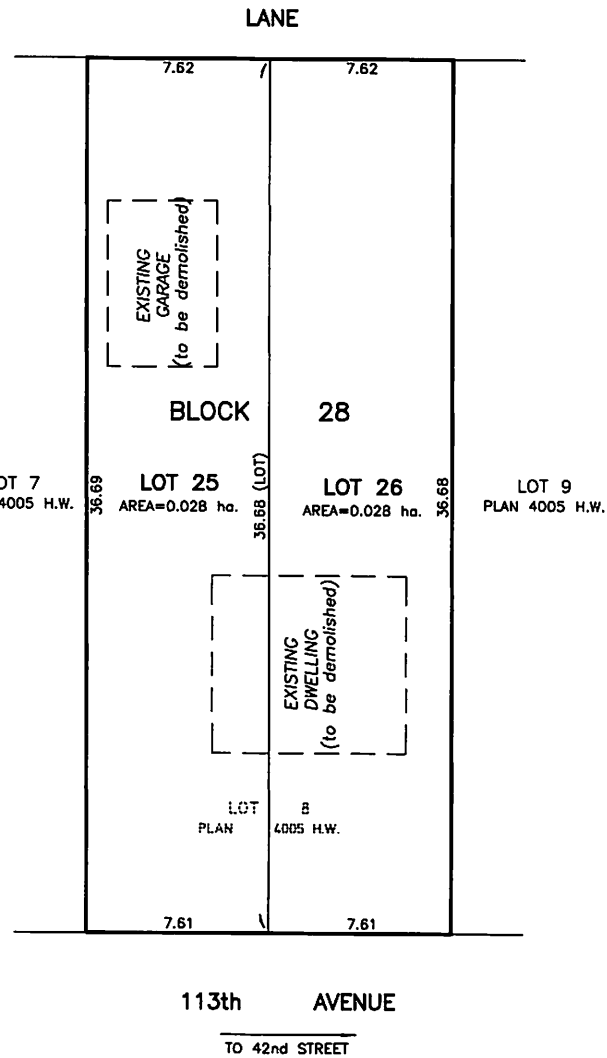 LANE
7.62 7.62
EXISTING
GARAGE
(to be demolished)
BLOCK 28
OT 7
4005 H.W.
36.69
LOT 25
AREA=0.028 ha.
36.68 (LOT)
LOT 26
AREA=0.028 ha.
36.68
LOT 9
PLAN 4005 H.W.
EXISTING
DWELLING
(to be demolished)
LOT 8
PLAN 4005 H.W.
7.61 7.61
113th AVENUE
TO 42nd STREET